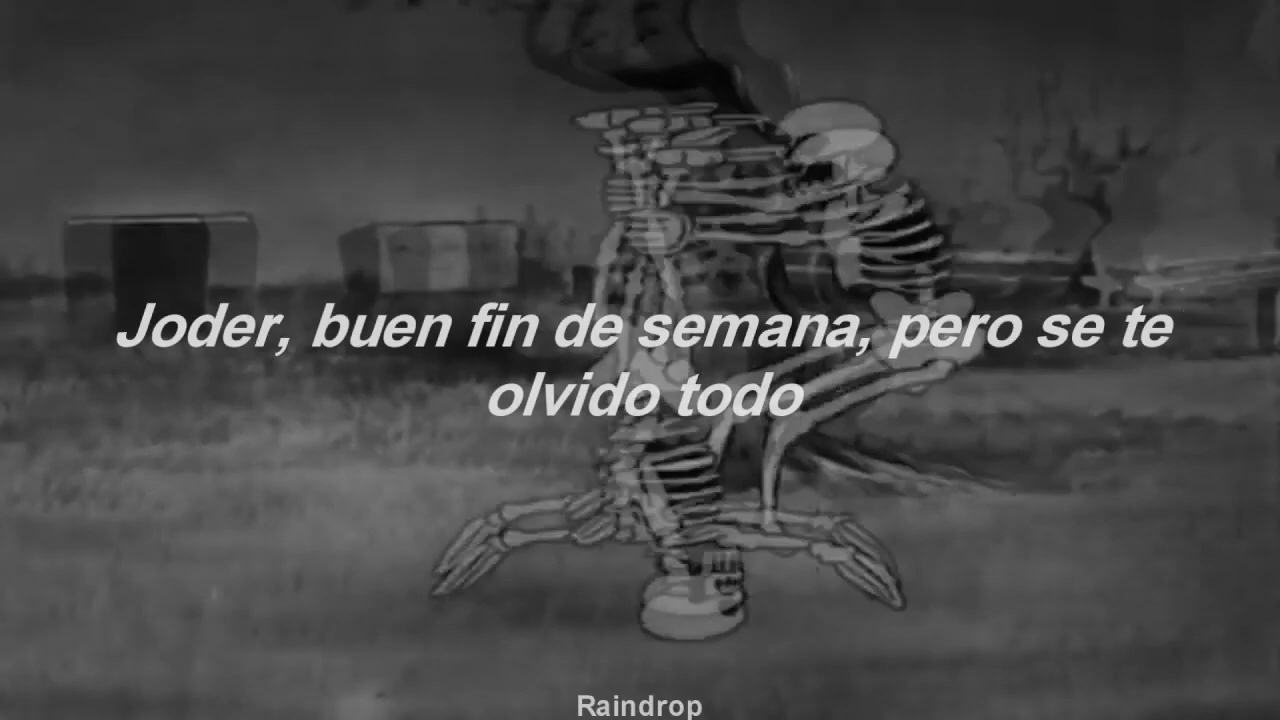 Joder, buen fin de semana, pero se te
olvido todo
Raindrop